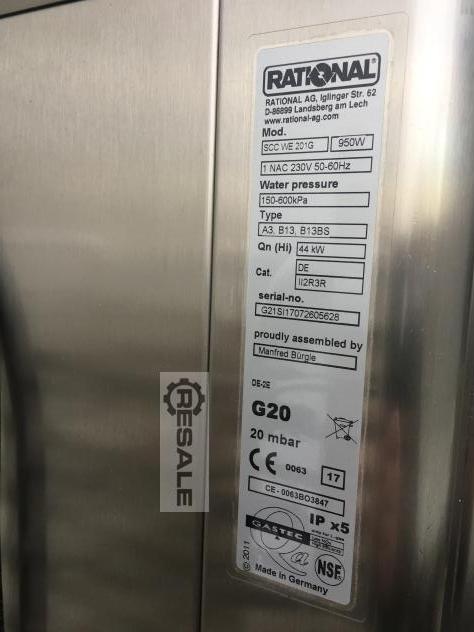 RATIONAL
RATIONAL AG, Iglinger Str. 62
D-86899 Landsberg am Lech
www.rational-ag.com
Mod.
SCC WE 201G 950W
1 NAC 230V 50-60Hz
Water pressure
150-600kPa
Type
A3, B13, B13BS
Qn (Hi) 44 kW
Cat. DE
II2R3R
serial-no.
G21SI17072605628
proudly assembled by
Manfred Bürgle
DE-2E
G20
20 mbar
CE 0063 17
CE - 0063BO3847
IP x5
GASTEC
Qa
NSF
© 2011 Made in Germany
RESALE